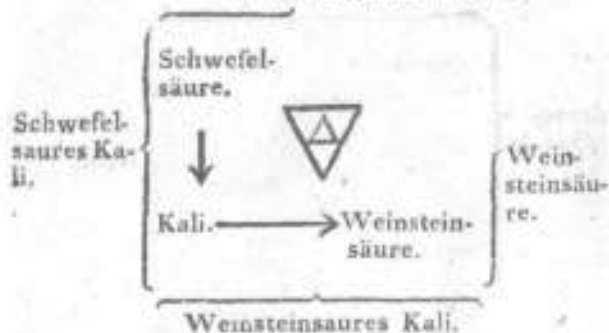 Schwefel-
säure.
Schwefel-
saures Ka-
li.
Wein-
steinsäu-
re.
Kali.
Weinstein-
säure.
Weinsteinsaures Kali.